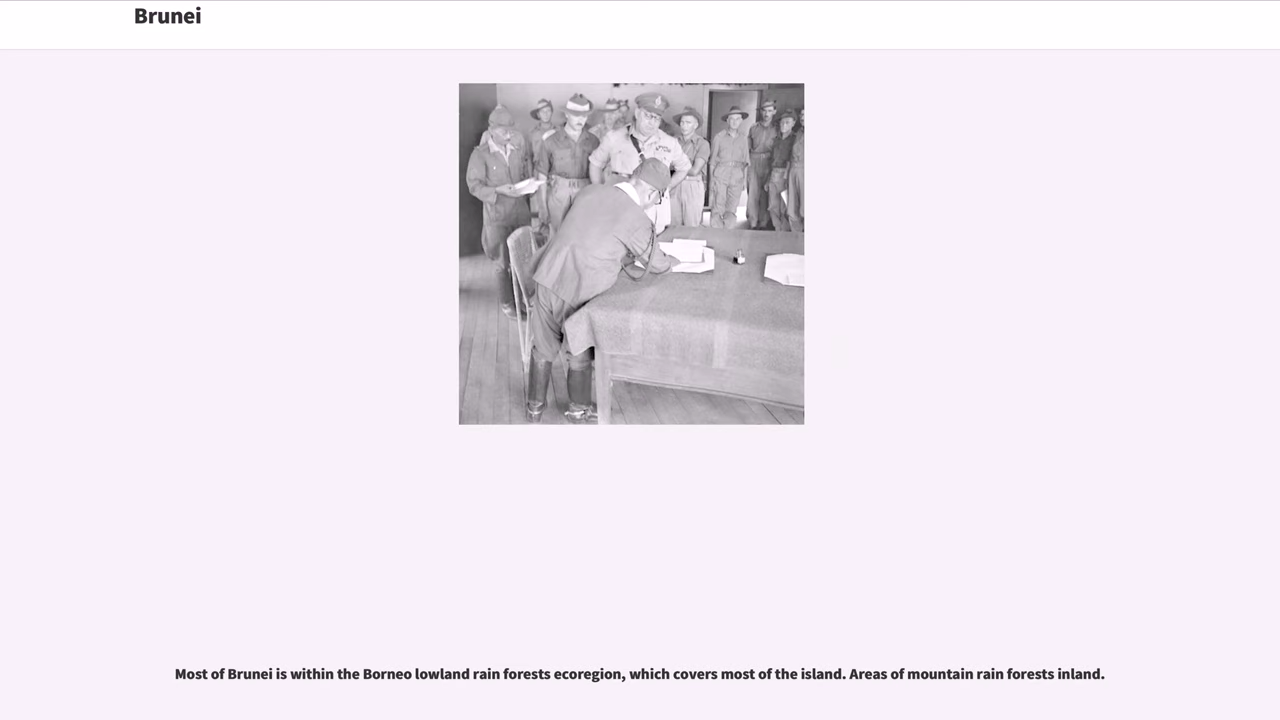 Brunei
Most of Brunei is within the Borneo lowland rain forests ecoregion, which covers most of the island. Areas of mountain rain forests inland.